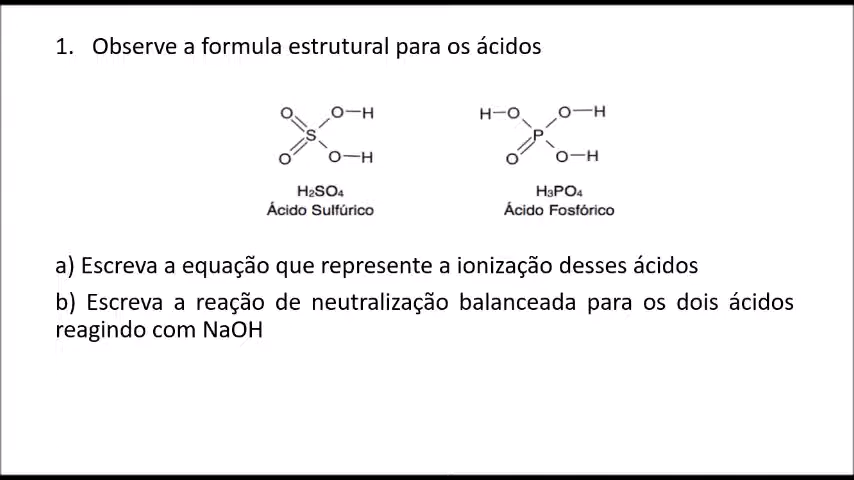 1. Observe a formula estrutural para os ácidos
O O—H H—O O—H
S P
O O—H O O—H
H₂SO₄ H₃PO₄
Ácido Sulfúrico Ácido Fosfórico
a) Escreva a equação que represente a ionização desses ácidos
b) Escreva a reação de neutralização balanceada para os dois ácidos
reagindo com NaOH